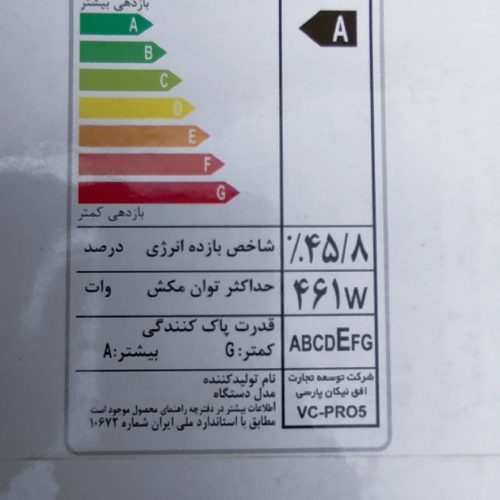 بازدهی بیشتر
A
A
B
C
D
E
F
G
بازدهی کمتر
شاخص بازده انرژی درصد ٪۴۵/۸
حداکثر توان مکش وات ۴۶۱W
قدرت پاک کنندگی
کمتر: G بیشتر: A ABCDEFG
نام تولیدکننده شرکت توسعه تجارت
مدل دستگاه افق نیکان پارسی
اطلاعات بیشتر در دفترچه راهنمای محصول موجود است VC-PRO5
مطابق با استاندارد ملی ایران شماره ۱۰۶۷۲